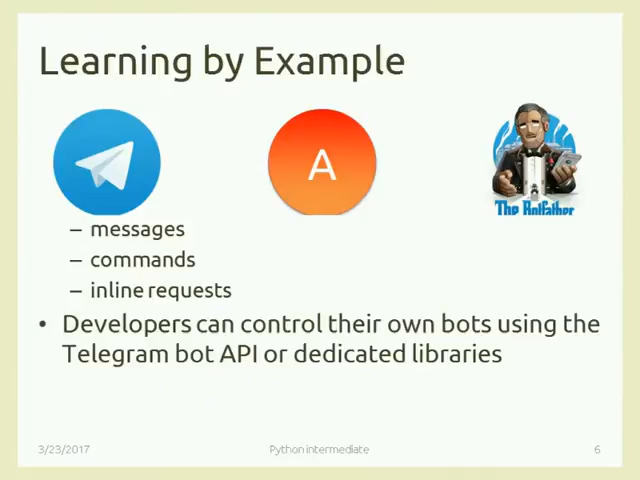 Learning by Example
A
The Botfather
– messages
– commands
– inline requests
• Developers can control their own bots using the
Telegram bot API or dedicated libraries
3/23/2017 Python intermediate 6